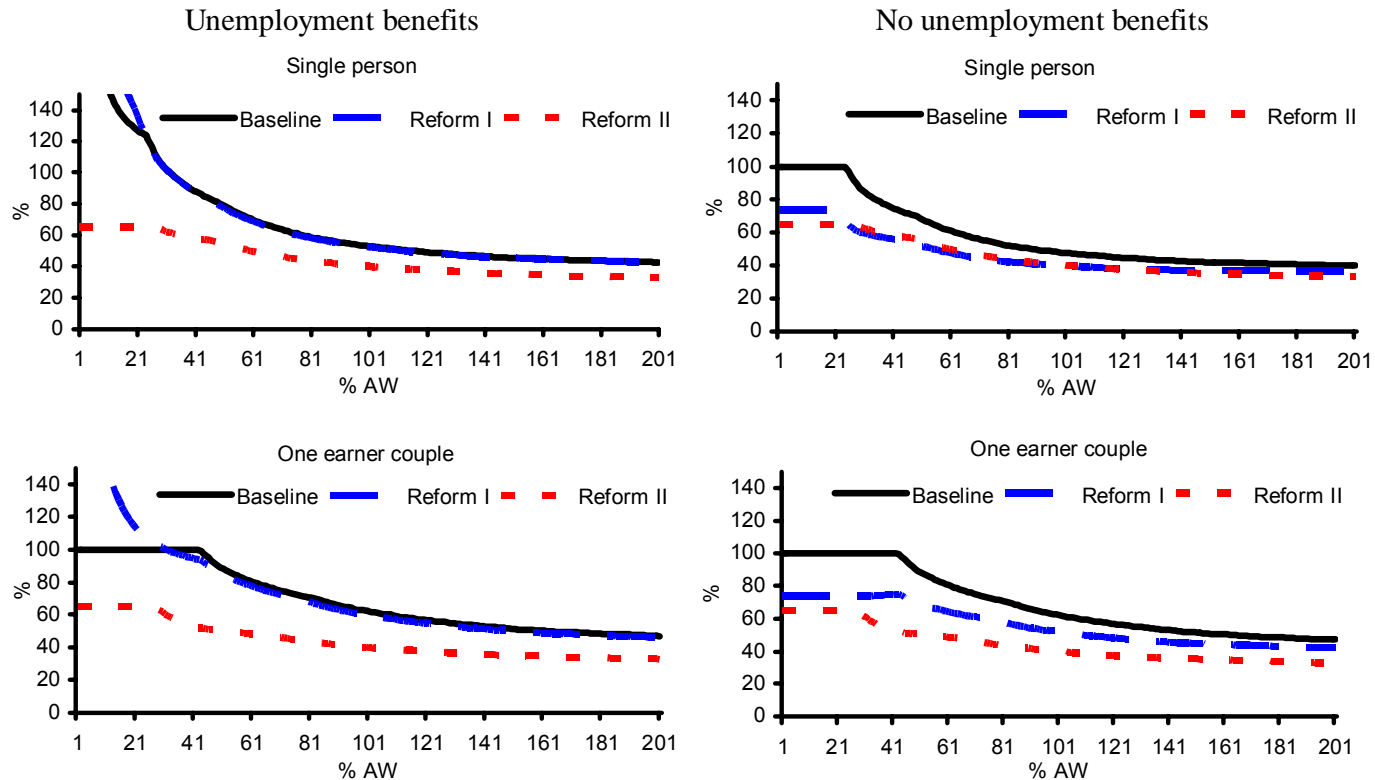 Unemployment benefits
No unemployment benefits
Single person
140
120
100
80
60
40
20
0
%
Baseline Reform I Reform II
1 21 41 61 81 101 121 141 161 181 201
% AW
Single person
140
120
100
80
60
40
20
0
%
Baseline Reform I Reform II
1 21 41 61 81 101 121 141 161 181 201
% AW
One earner couple
140
120
100
80
60
40
20
0
%
Baseline Reform I Reform II
1 21 41 61 81 101 121 141 161 181 201
% AW
One earner couple
140
120
100
80
60
40
20
0
%
Baseline Reform I Reform II
1 21 41 61 81 101 121 141 161 181 201
% AW